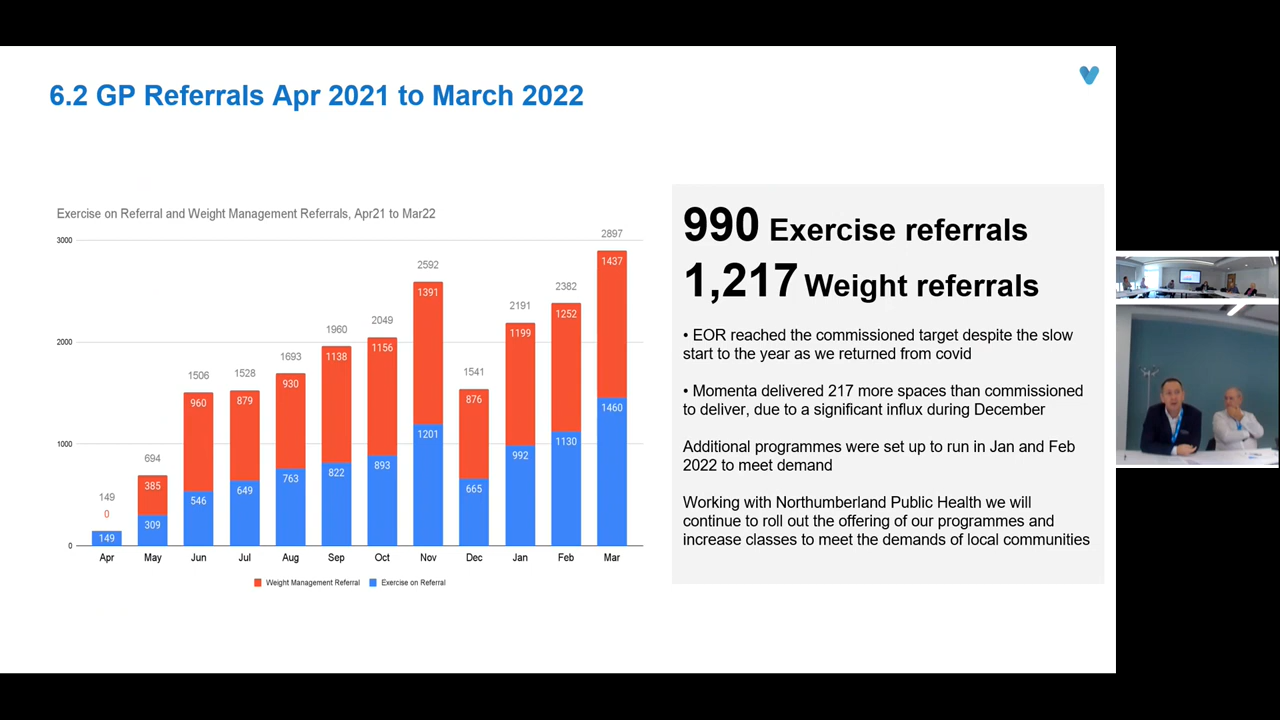 6.2 GP Referrals Apr 2021 to March 2022
Exercise on Referral and Weight Management Referrals, Apr21 to Mar22
3000
2000
1000
0
149
0
149
694
385
309
1506
960
546
1528
879
649
1693
930
763
1960
1138
822
2049
1156
893
2592
1391
1201
1541
876
665
2191
1199
992
2382
1252
1130
2897
1437
1460
Apr May Jun Jul Aug Sep Oct Nov Dec Jan Feb Mar
Weight Management Referral Exercise on Referral
990 Exercise referrals
1,217 Weight referrals
• EOR reached the commissioned target despite the slow
start to the year as we returned from covid
• Momenta delivered 217 more spaces than commissioned
to deliver, due to a significant influx during December
Additional programmes were set up to run in Jan and Feb
2022 to meet demand
Working with Northumberland Public Health we will
continue to roll out the offering of our programmes and
increase classes to meet the demands of local communities